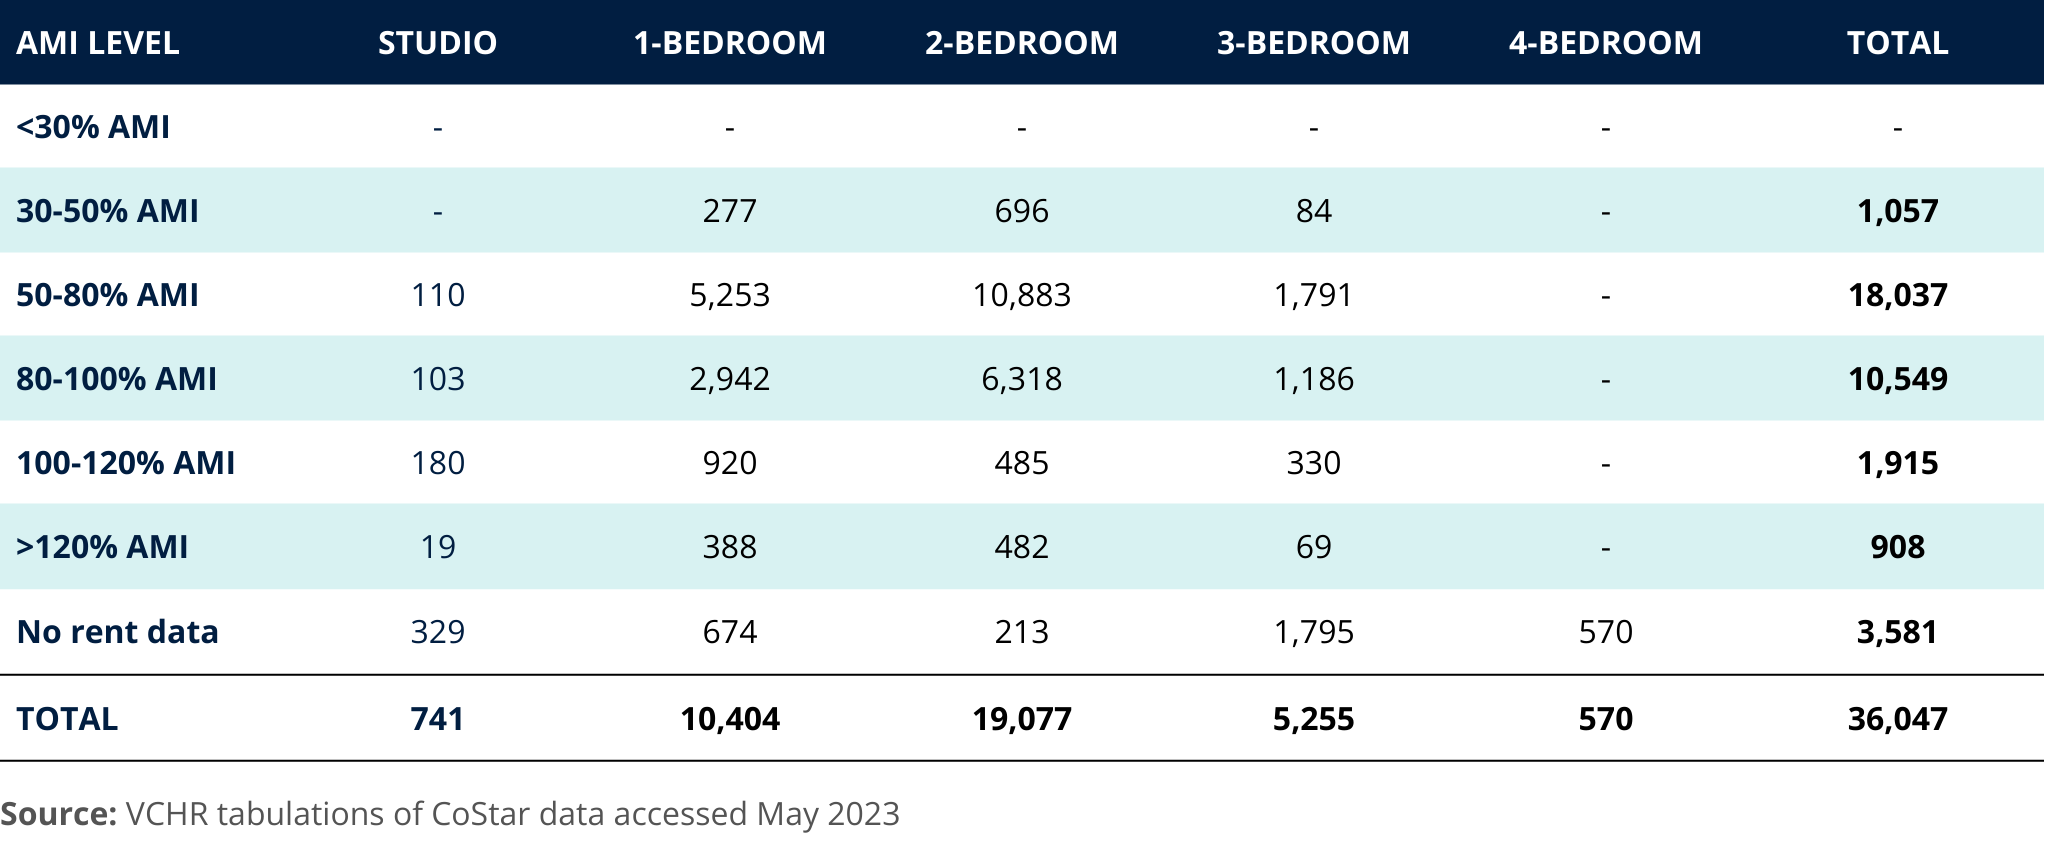 AMI LEVEL STUDIO 1-BEDROOM 2-BEDROOM 3-BEDROOM 4-BEDROOM TOTAL
<30% AMI - - - - - -
30-50% AMI - 277 696 84 - 1,057
50-80% AMI 110 5,253 10,883 1,791 - 18,037
80-100% AMI 103 2,942 6,318 1,186 - 10,549
100-120% AMI 180 920 485 330 - 1,915
>120% AMI 19 388 482 69 - 908
No rent data 329 674 213 1,795 570 3,581
TOTAL 741 10,404 19,077 5,255 570 36,047
Source: VCHR tabulations of CoStar data accessed May 2023